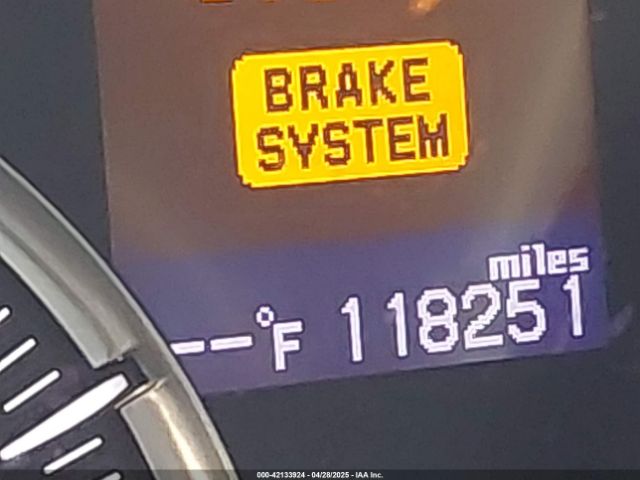 BRAKE
SYSTEM
miles
--°F 118251
000-42133924 - 04/28/2025 - IAA Inc.